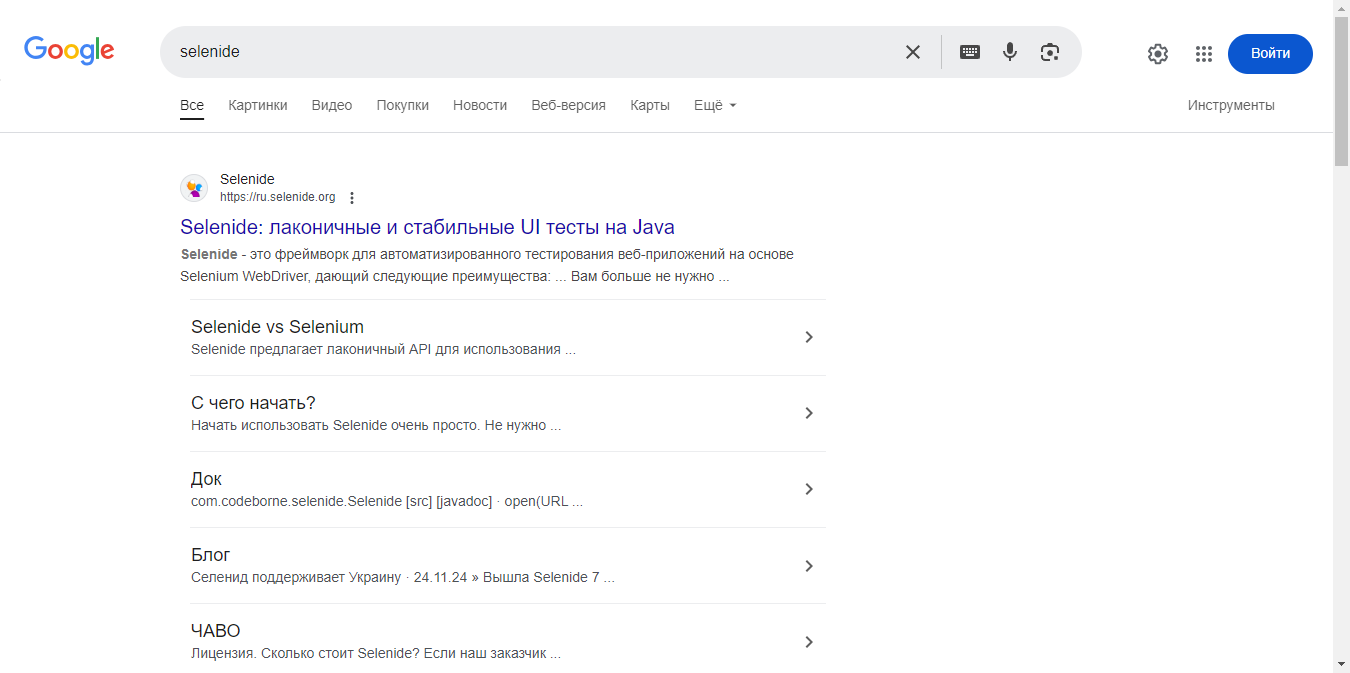 Google
selenide
Войти
Все Картинки Видео Покупки Новости Веб-версия Карты Ещё Инструменты
Selenide
https://ru.selenide.org
Selenide: лаконичные и стабильные UI тесты на Java
Selenide - это фреймворк для автоматизированного тестирования веб-приложений на основе
Selenium WebDriver, дающий следующие преимущества: ... Вам больше не нужно ...
Selenide vs Selenium
Selenide предлагает лаконичный API для использования ...
С чего начать?
Начать использовать Selenide очень просто. Не нужно ...
Док
com.codeborne.selenide.Selenide [src] [javadoc] · open(URL ...
Блог
Селенид поддерживает Украину · 24.11.24 » Вышла Selenide 7 ...
ЧАВО
Лицензия. Сколько стоит Selenide? Если наш заказчик ...